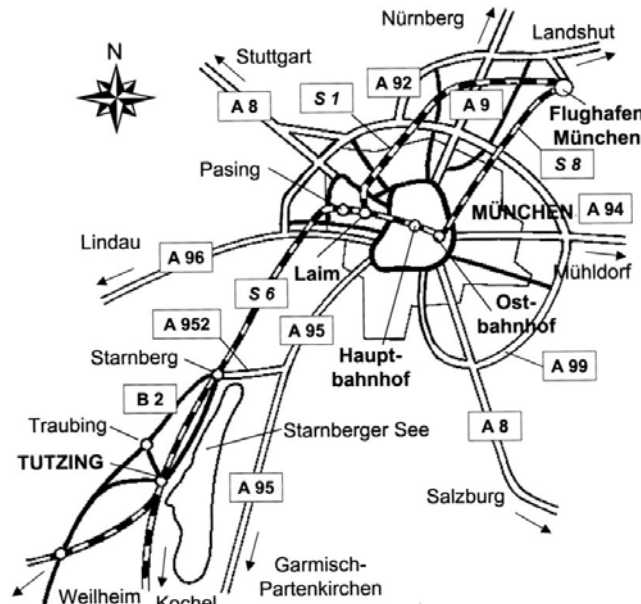 Nürnberg
Landshut
N
Stuttgart
A 92
S 1
A 9
A 8
Flughafen
München
S 8
Pasing
MÜNCHEN
A 94
Lindau
A 96
Laim
Mühldorf
S 6
Ost-
bahnhof
A 952
A 95
Haupt-
bahnhof
A 99
Starnberg
B 2
Traubing
Starnberger See
A 8
TUTZING
A 95
Salzburg
Garmisch-
Partenkirchen
Weilheim
Kochel